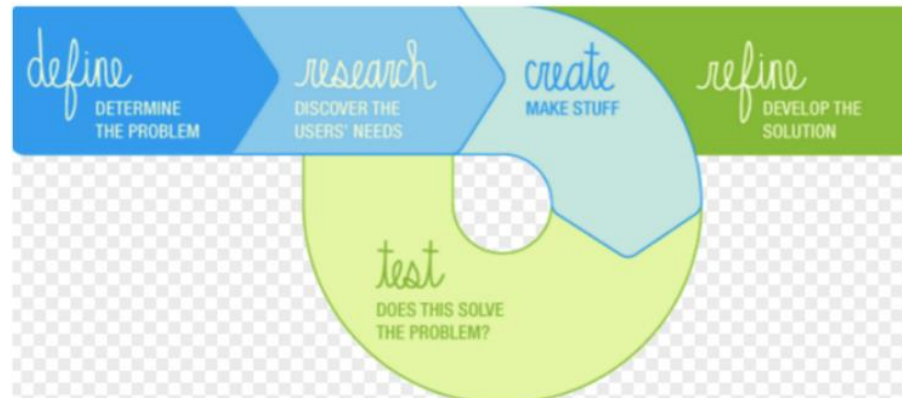 define
DETERMINE
THE PROBLEM
research
DISCOVER THE
USERS' NEEDS
create
MAKE STUFF
refine
DEVELOP THE
SOLUTION
test
DOES THIS SOLVE
THE PROBLEM?